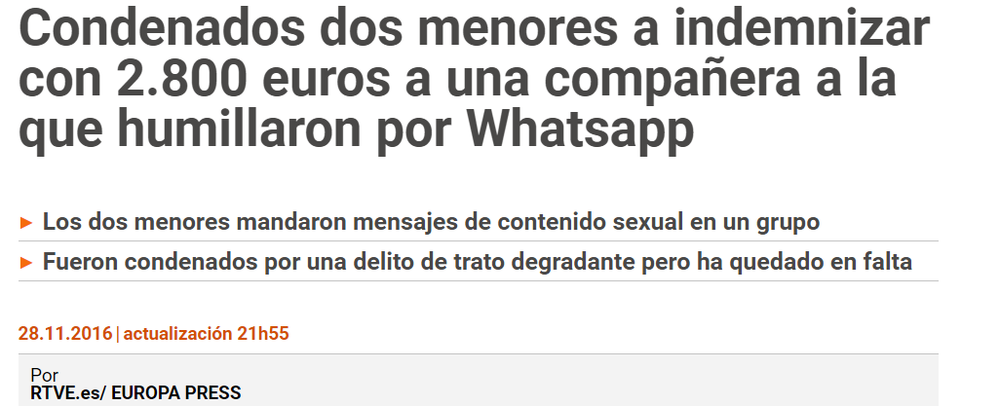 Condenados dos menores a indemnizar
con 2.800 euros a una compañera a la
que humillaron por Whatsapp
► Los dos menores mandaron mensajes de contenido sexual en un grupo
► Fueron condenados por una delito de trato degradante pero ha quedado en falta
28.11.2016 | actualización 21h55
Por
RTVE.es/ EUROPA PRESS